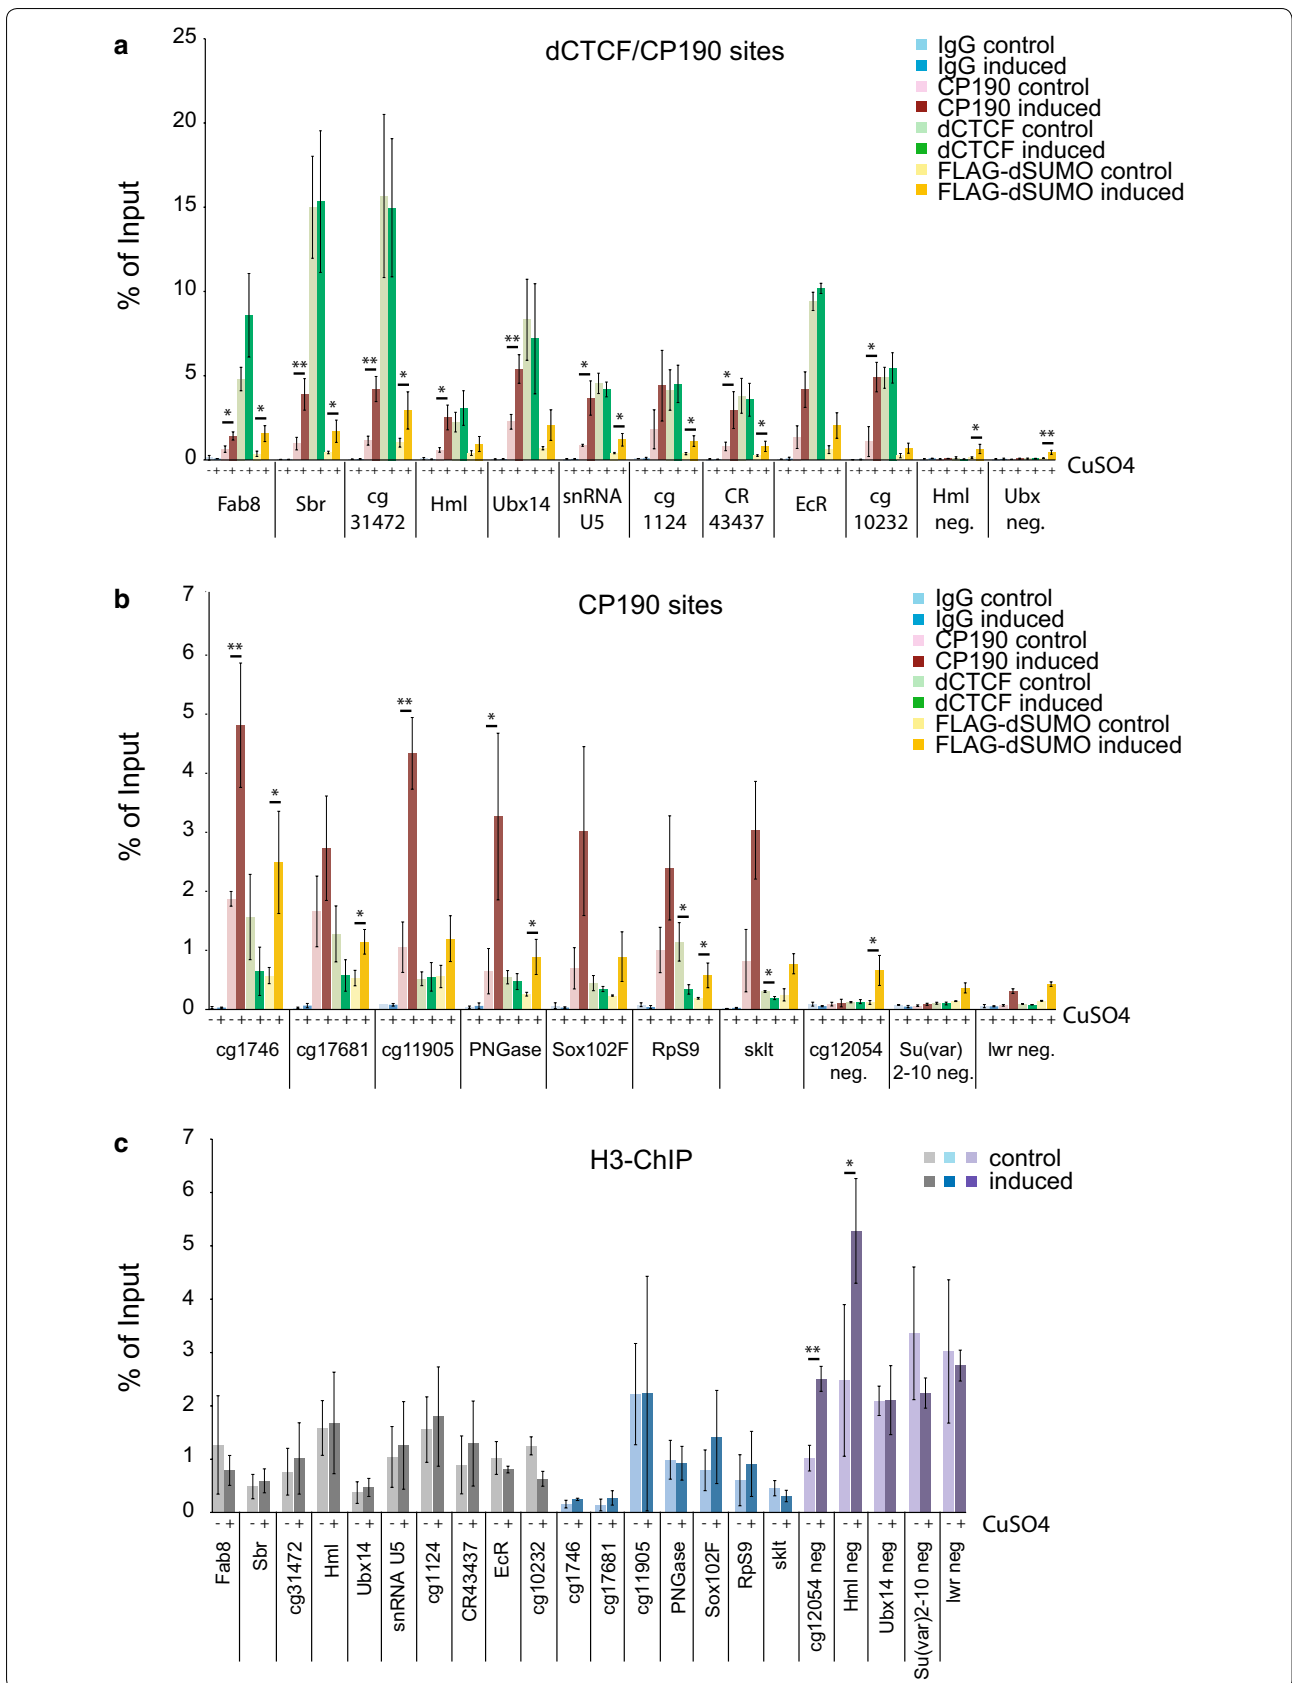 a
dCTCF/CP190 sites
% of Input
25
20
15
10
5
0
IgG control
IgG induced
CP190 control
CP190 induced
dCTCF control
dCTCF induced
FLAG-dSUMO control
FLAG-dSUMO induced
* * ** * ** * * ** * * * * * * * **
-+-+-+-+ -+-+-+-+ -+-+-+-+ -+-+-+-+ -+-+-+-+ -+-+-+-+ -+-+-+-+ -+-+-+-+ -+-+-+-+ -+-+-+-+ -+-+-+-+ -+-+-+-+ CuSO4
Fab8
Sbr
cg
31472
Hml
Ubx14
snRNA
U5
cg
1124
CR
43437
EcR
cg
10232
Hml
neg.
Ubx
neg.
b
CP190 sites
% of Input
7
6
5
4
3
2
1
0
IgG control
IgG induced
CP190 control
CP190 induced
dCTCF control
dCTCF induced
FLAG-dSUMO control
FLAG-dSUMO induced
** * * ** * * * * * *
-+-+-+-+ -+-+-+-+ -+-+-+-+ -+-+-+-+ -+-+-+-+ -+-+-+-+ -+-+-+-+ -+-+-+-+ -+-+-+-+ -+-+-+-+ CuSO4
cg1746
cg17681
cg11905
PNGase
Sox102F
RpS9
sklt
cg12054
neg.
Su(var)
2-10 neg.
lwr neg.
c
H3-ChIP
% of Input
7
6
5
4
3
2
1
0
control
induced
** *
- + - + - + - + - + - + - + - + - + - + - + - + - + - + - + - + - + - + - + - + - + - + CuSO4
Fab8
Sbr
cg31472
Hml
Ubx14
snRNA U5
cg1124
CR43437
EcR
cg10232
cg1746
cg17681
cg11905
PNGase
Sox102F
RpS9
sklt
cg12054 neg
Hml neg
Ubx14 neg
Su(var)2-10 neg
lwr neg